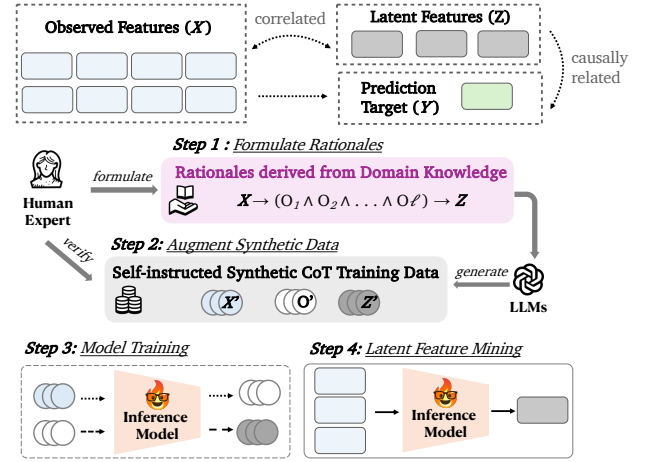 Observed Features (X)
correlated
Latent Features (Z)
causally
related
Prediction
Target (Y)
Step 1 : Formulate Rationales
Rationales derived from Domain Knowledge
X → (O1 ∧ O2 ∧ . . . ∧ Oℓ) → Z
formulate
Human
Expert
verify
Step 2: Augment Synthetic Data
Self-instructed Synthetic CoT Training Data
X' O' Z'
generate
LLMs
Step 3: Model Training
Inference
Model
Step 4: Latent Feature Mining
Inference
Model